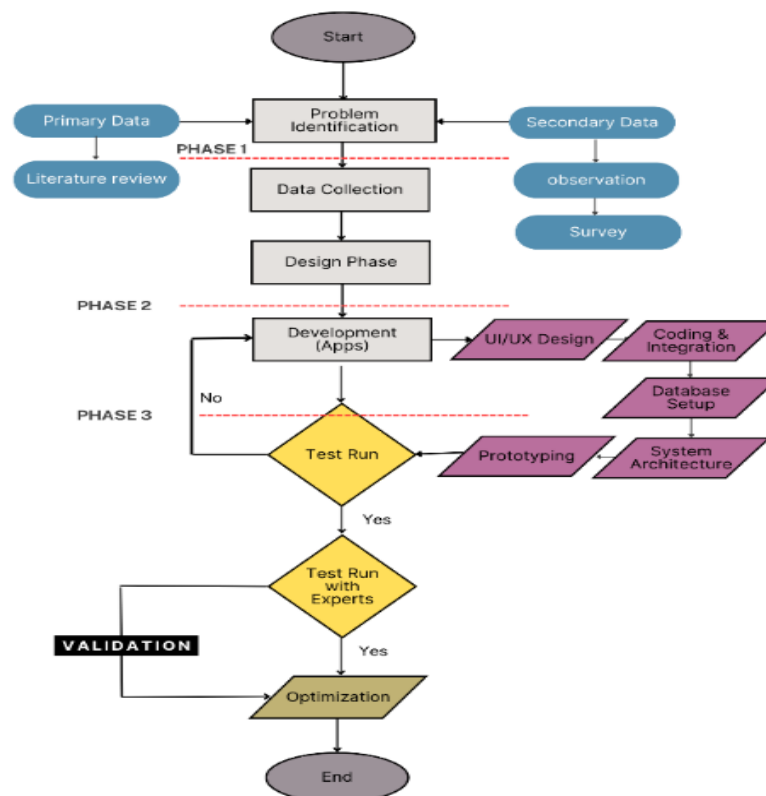 Start
Primary Data
Problem
Identification
Secondary Data
PHASE 1
Literature review
Data Collection
observation
Survey
Design Phase
PHASE 2
Development
(Apps)
UI/UX Design
Coding &
Integration
No
Database
Setup
PHASE 3
Test Run
Prototyping
System
Architecture
Yes
Test Run
with
Experts
VALIDATION
Yes
Optimization
End